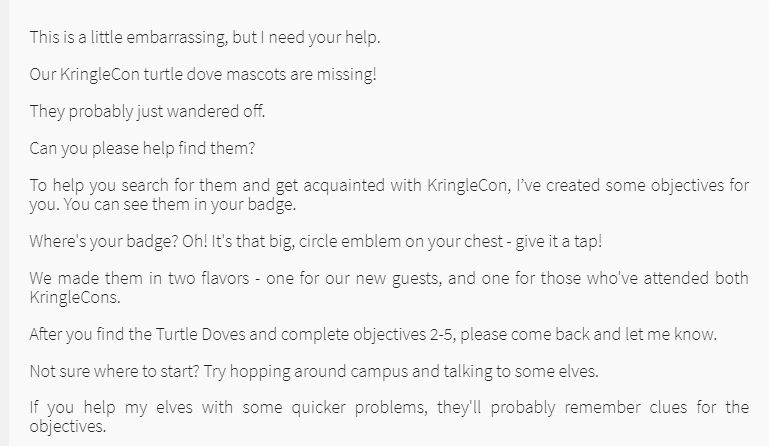 This is a little embarrassing, but I need your help.
Our KringleCon turtle dove mascots are missing!
They probably just wandered off.
Can you please help find them?
To help you search for them and get acquainted with KringleCon, I’ve created some objectives for
you. You can see them in your badge.
Where's your badge? Oh! It's that big, circle emblem on your chest - give it a tap!
We made them in two flavors - one for our new guests, and one for those who've attended both
KringleCons.
After you find the Turtle Doves and complete objectives 2-5, please come back and let me know.
Not sure where to start? Try hopping around campus and talking to some elves.
If you help my elves with some quicker problems, they'll probably remember clues for the
objectives.